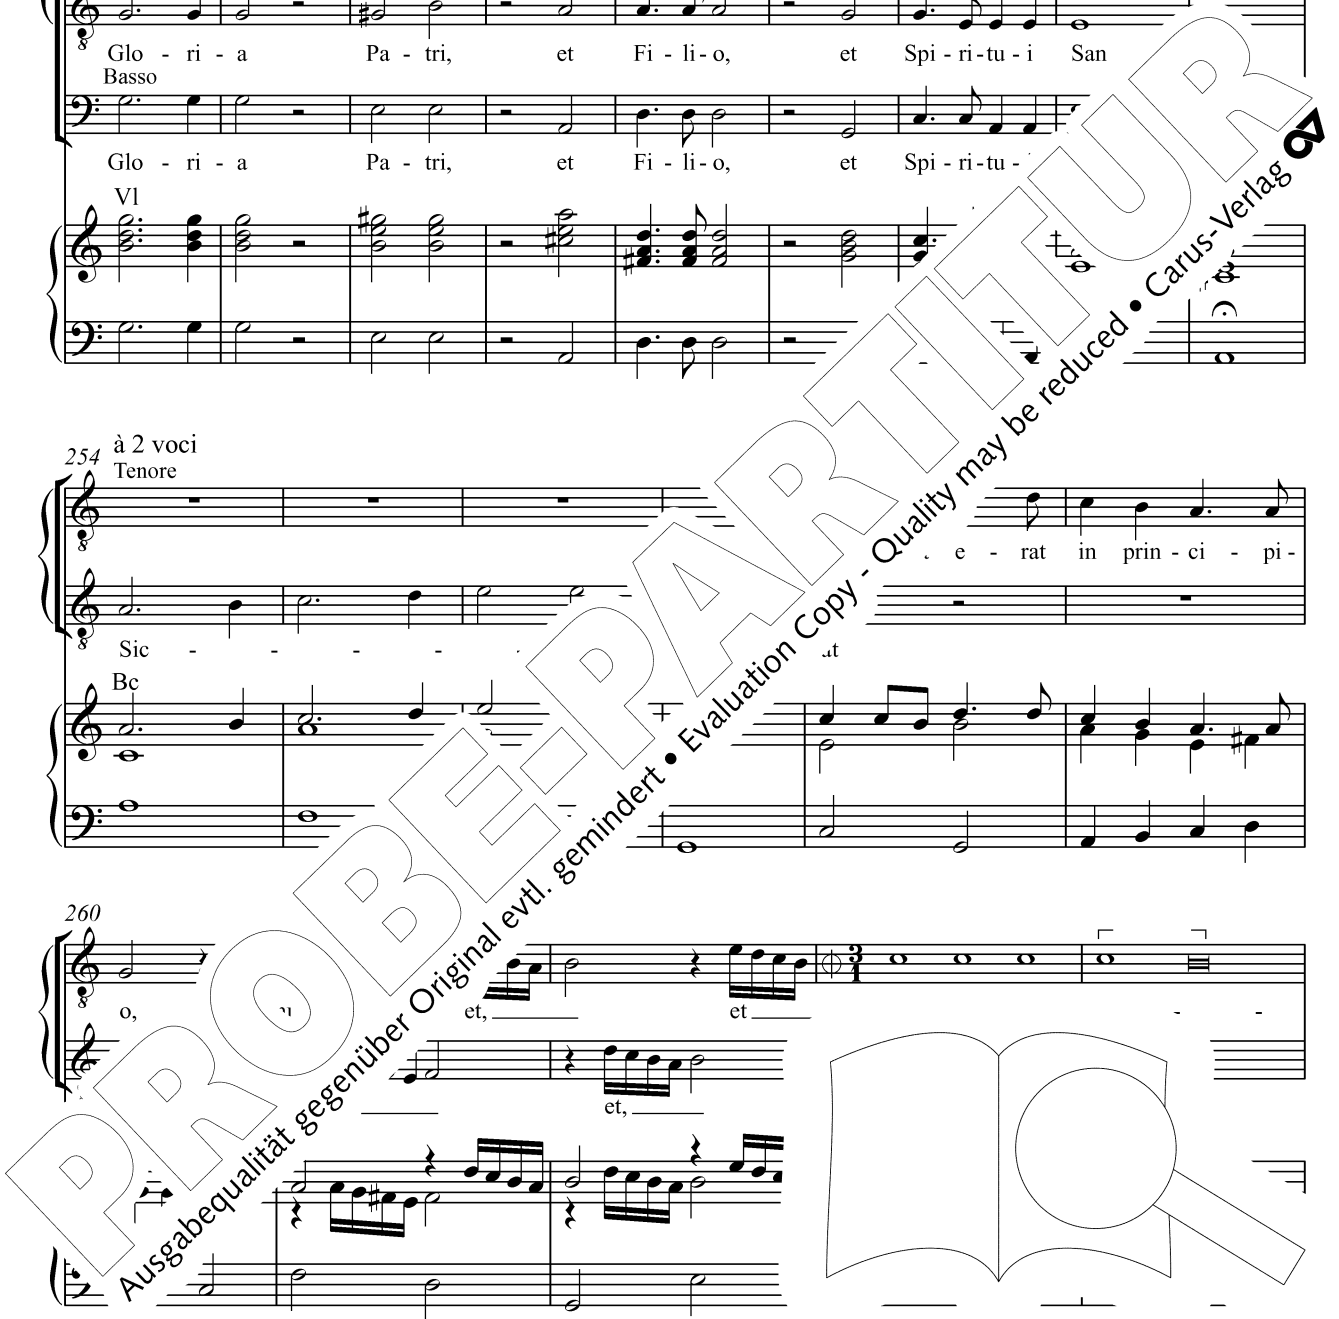 Glo - ri - a Pa - tri, et Fi - li - o, et Spi - ri - tu - i San
Basso
Glo - ri - a Pa - tri, et Fi - li - o, et Spi - ri - tu -
Vl
254 à 2 voci
Tenore
e - rat in prin - ci - pi -
Sic - - - -
Bc
260
o, et, et - -
et,
3
1
PROBE-PARTITUR
Ausgabequalität gegenüber Original evtl. gemindert • Evaluation Copy - Quality may be reduced • Carus-Verlag